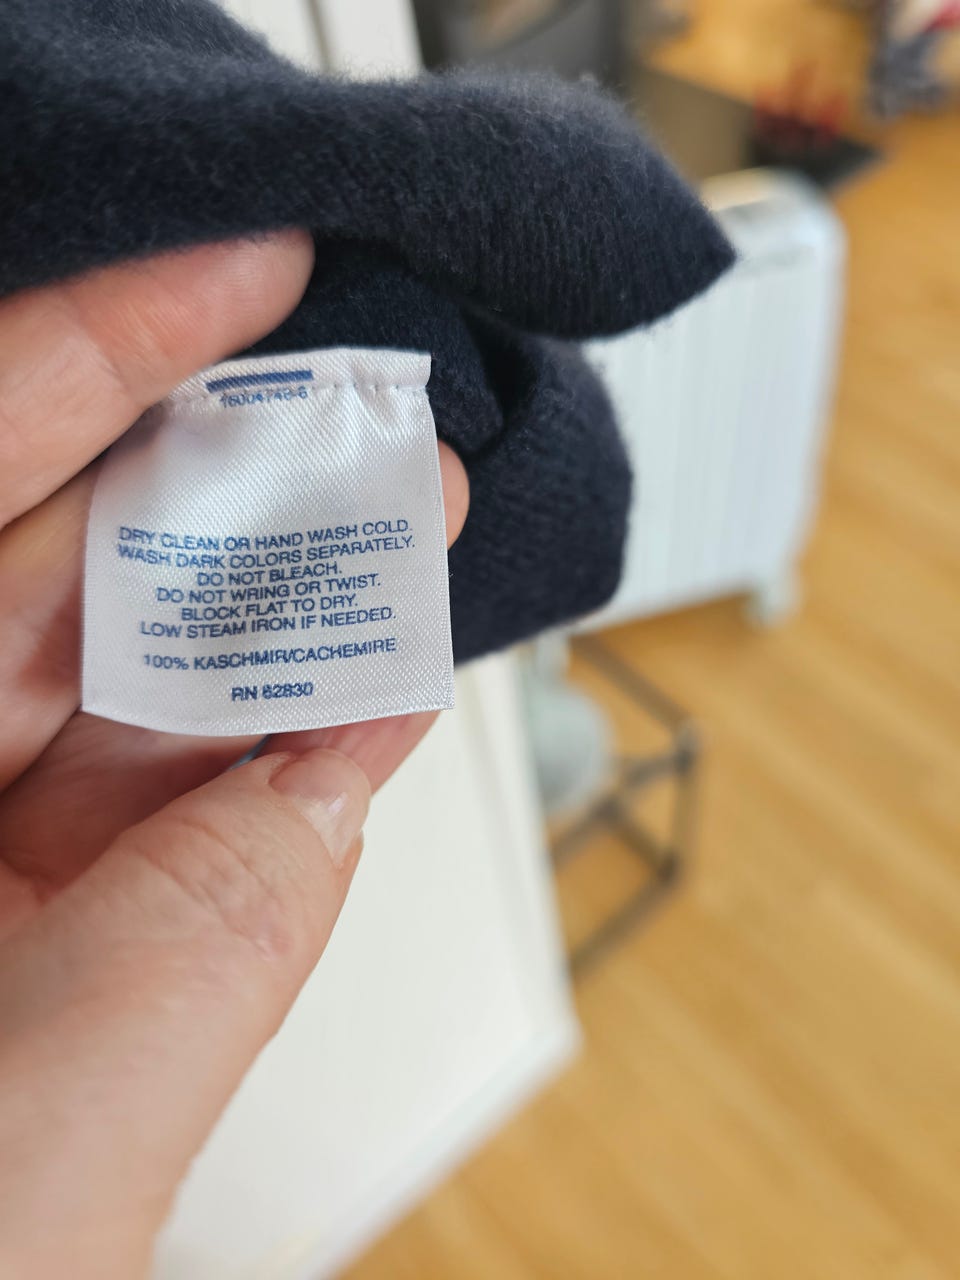 DRY CLEAN OR HAND WASH COLD.
WASH DARK COLORS SEPARATELY.
DO NOT BLEACH.
DO NOT WRING OR TWIST.
BLOCK FLAT TO DRY.
LOW STEAM IRON IF NEEDED.
100% KASCHMIR/CACHEMIRE
RN 62830